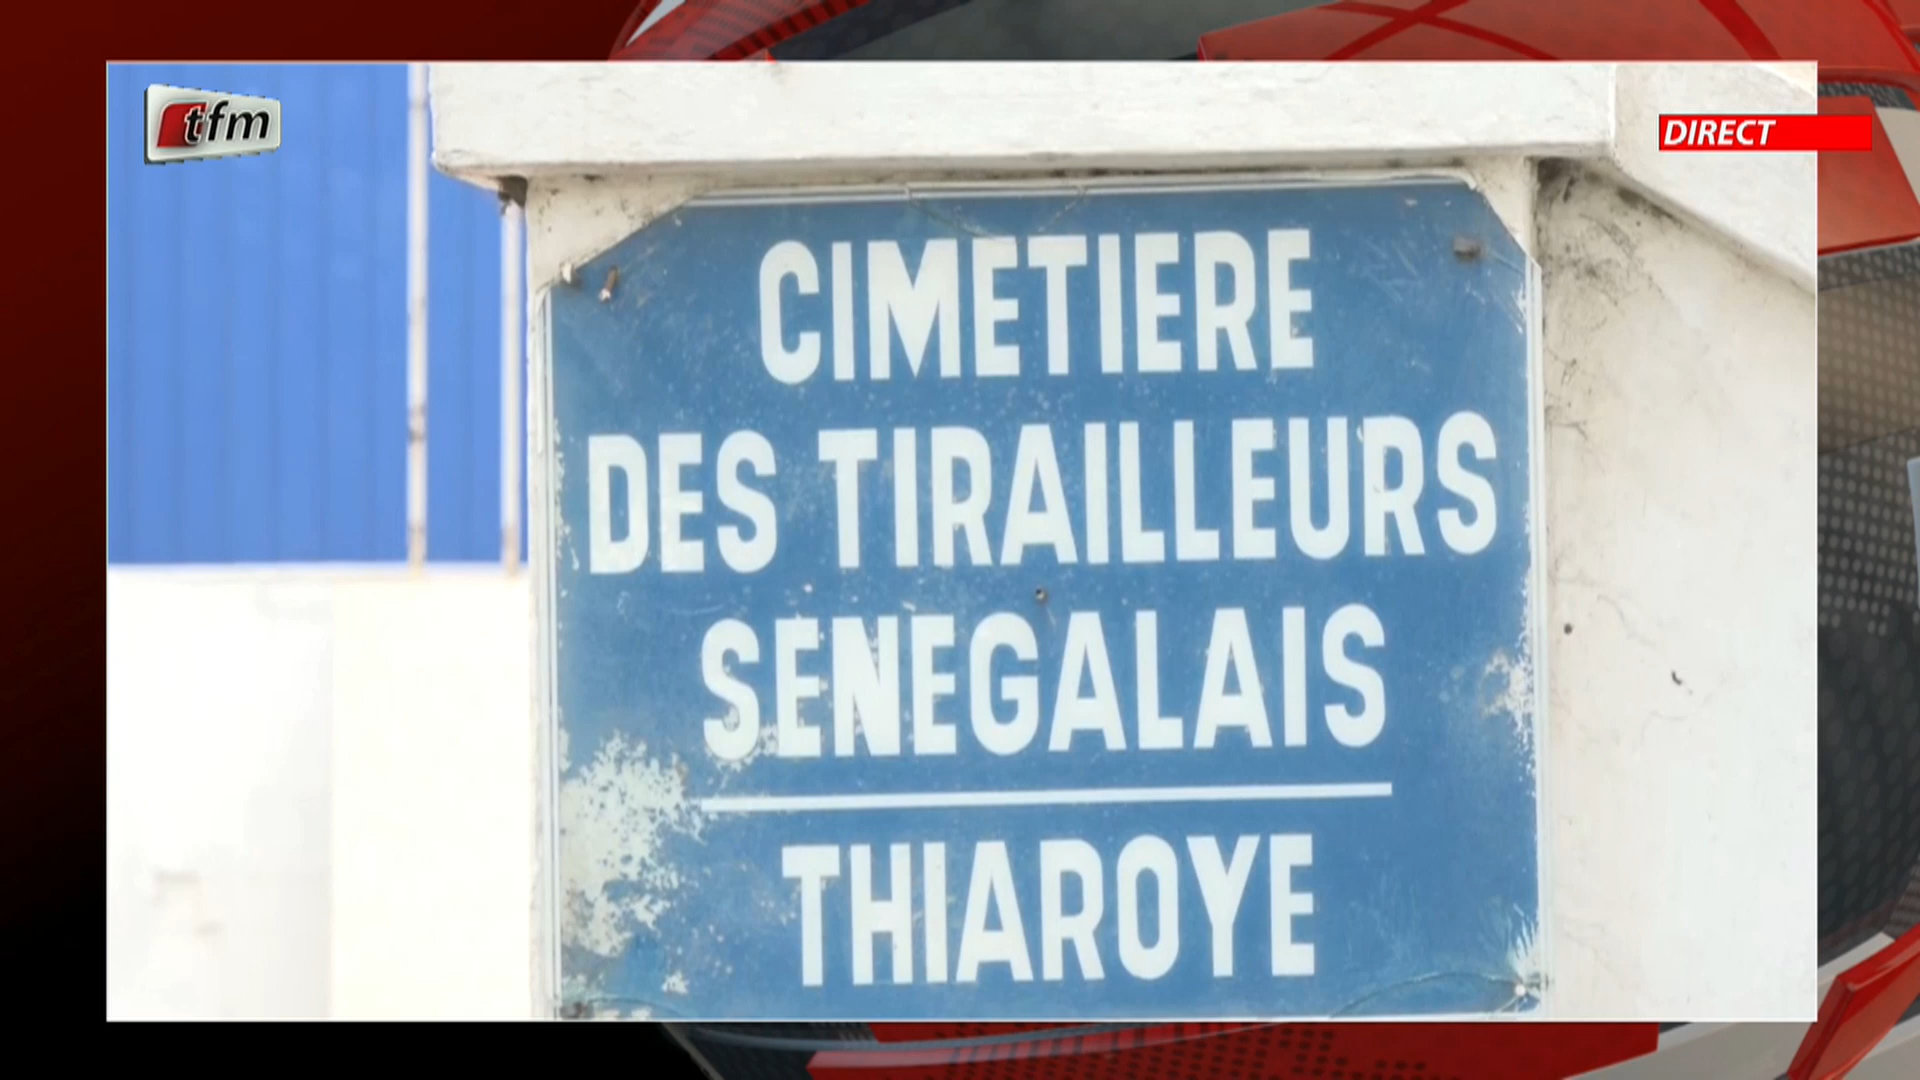 tfm
DIRECT
CIMETIERE
DES TIRAILLEURS
SENEGALAIS
THIAROYE